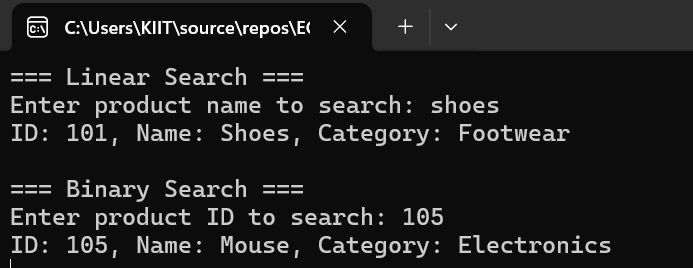 C:\Users\KIIT\source\repos\EC
=== Linear Search ===
Enter product name to search: shoes
ID: 101, Name: Shoes, Category: Footwear
=== Binary Search ===
Enter product ID to search: 105
ID: 105, Name: Mouse, Category: Electronics